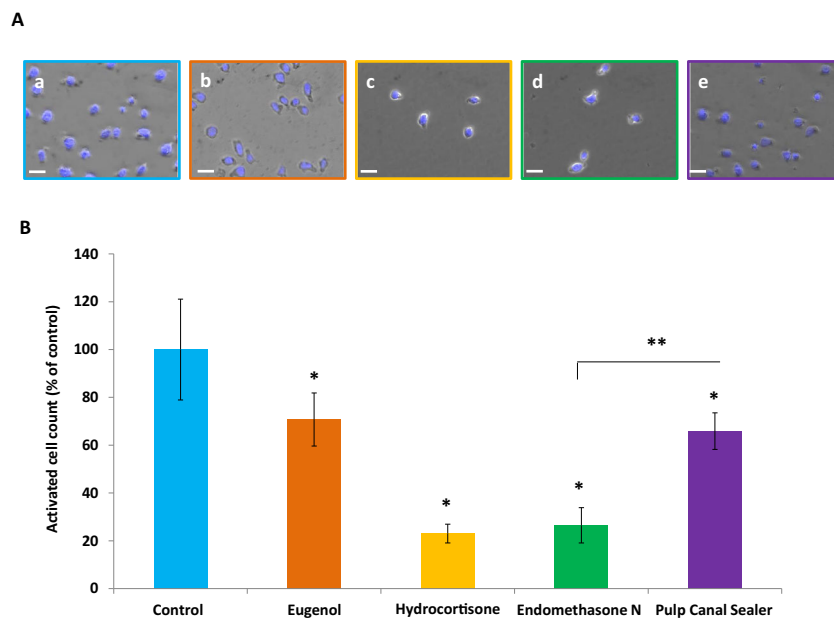 A
a b c d e
B
Activated cell count (% of control)
140
120
100
80
60
40
20
0
*
*
*
**
*
Control Eugenol Hydrocortisone Endomethasone N Pulp Canal Sealer